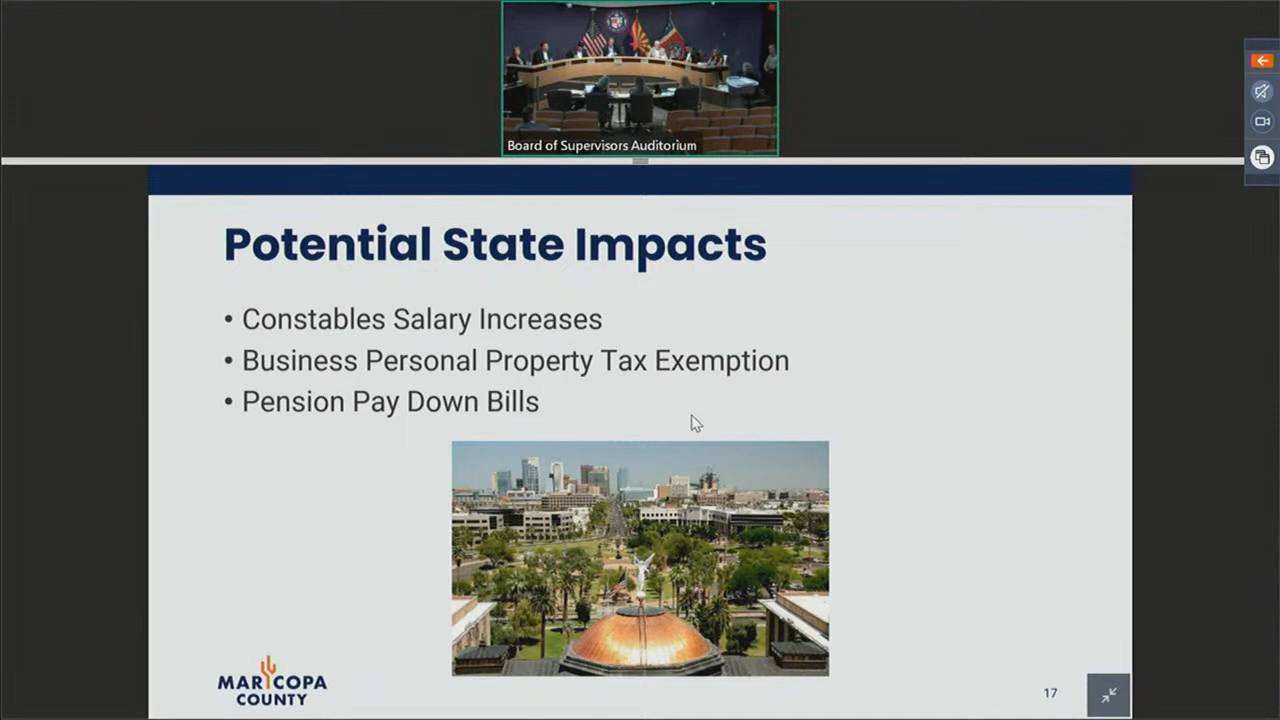 Board of Supervisors Auditorium
Potential State Impacts
• Constables Salary Increases
• Business Personal Property Tax Exemption
• Pension Pay Down Bills
MARICOPA
COUNTY
17